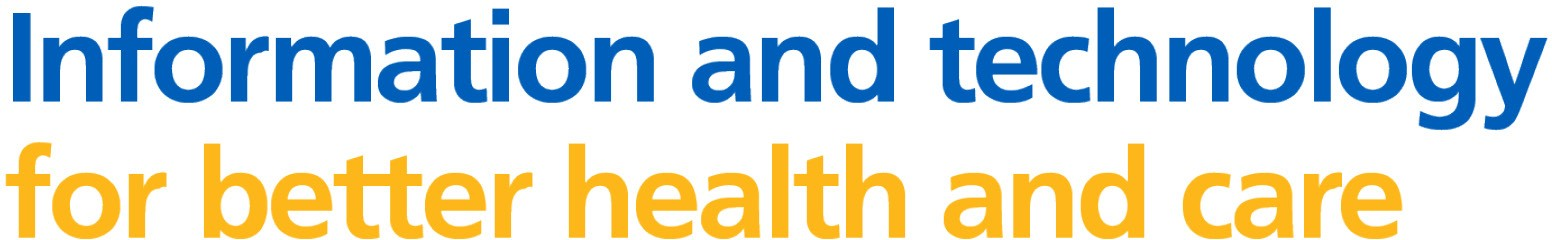 Information and technology
for better health and care